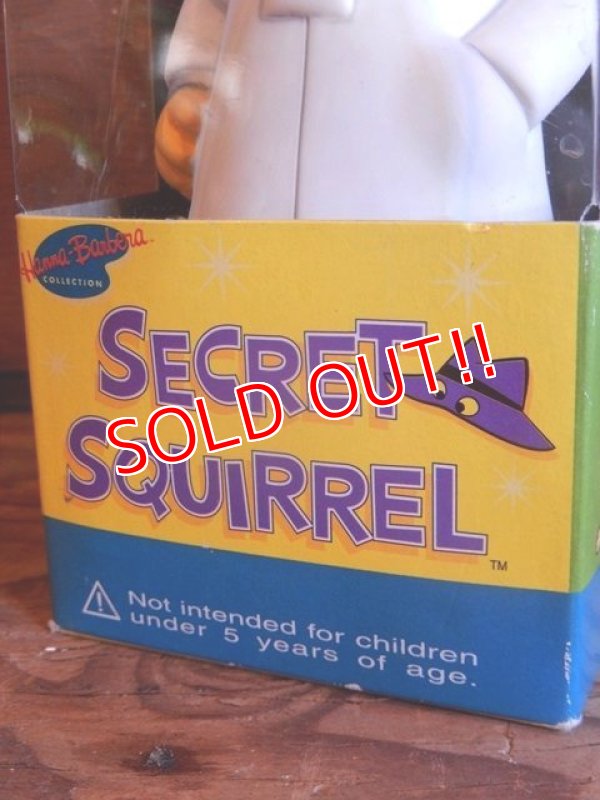 Hanna-Barbera
COLLECTION
SECRET
SOLD OUT!!
SQUIRREL
TM
Not intended for children
under 5 years of age.